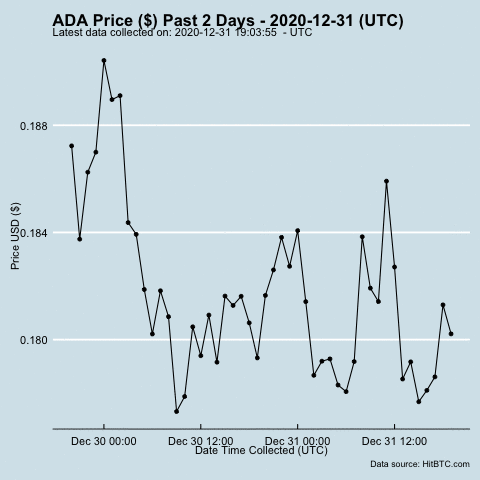 ADA Price ($) Past 2 Days - 2020-12-31 (UTC)
Latest data collected on: 2020-12-31 19:03:55 - UTC
0.188
0.184
0.180
Price USD ($)
Dec 30 00:00 Dec 30 12:00 Dec 31 00:00 Dec 31 12:00
Date Time Collected (UTC)
Data source: HitBTC.com